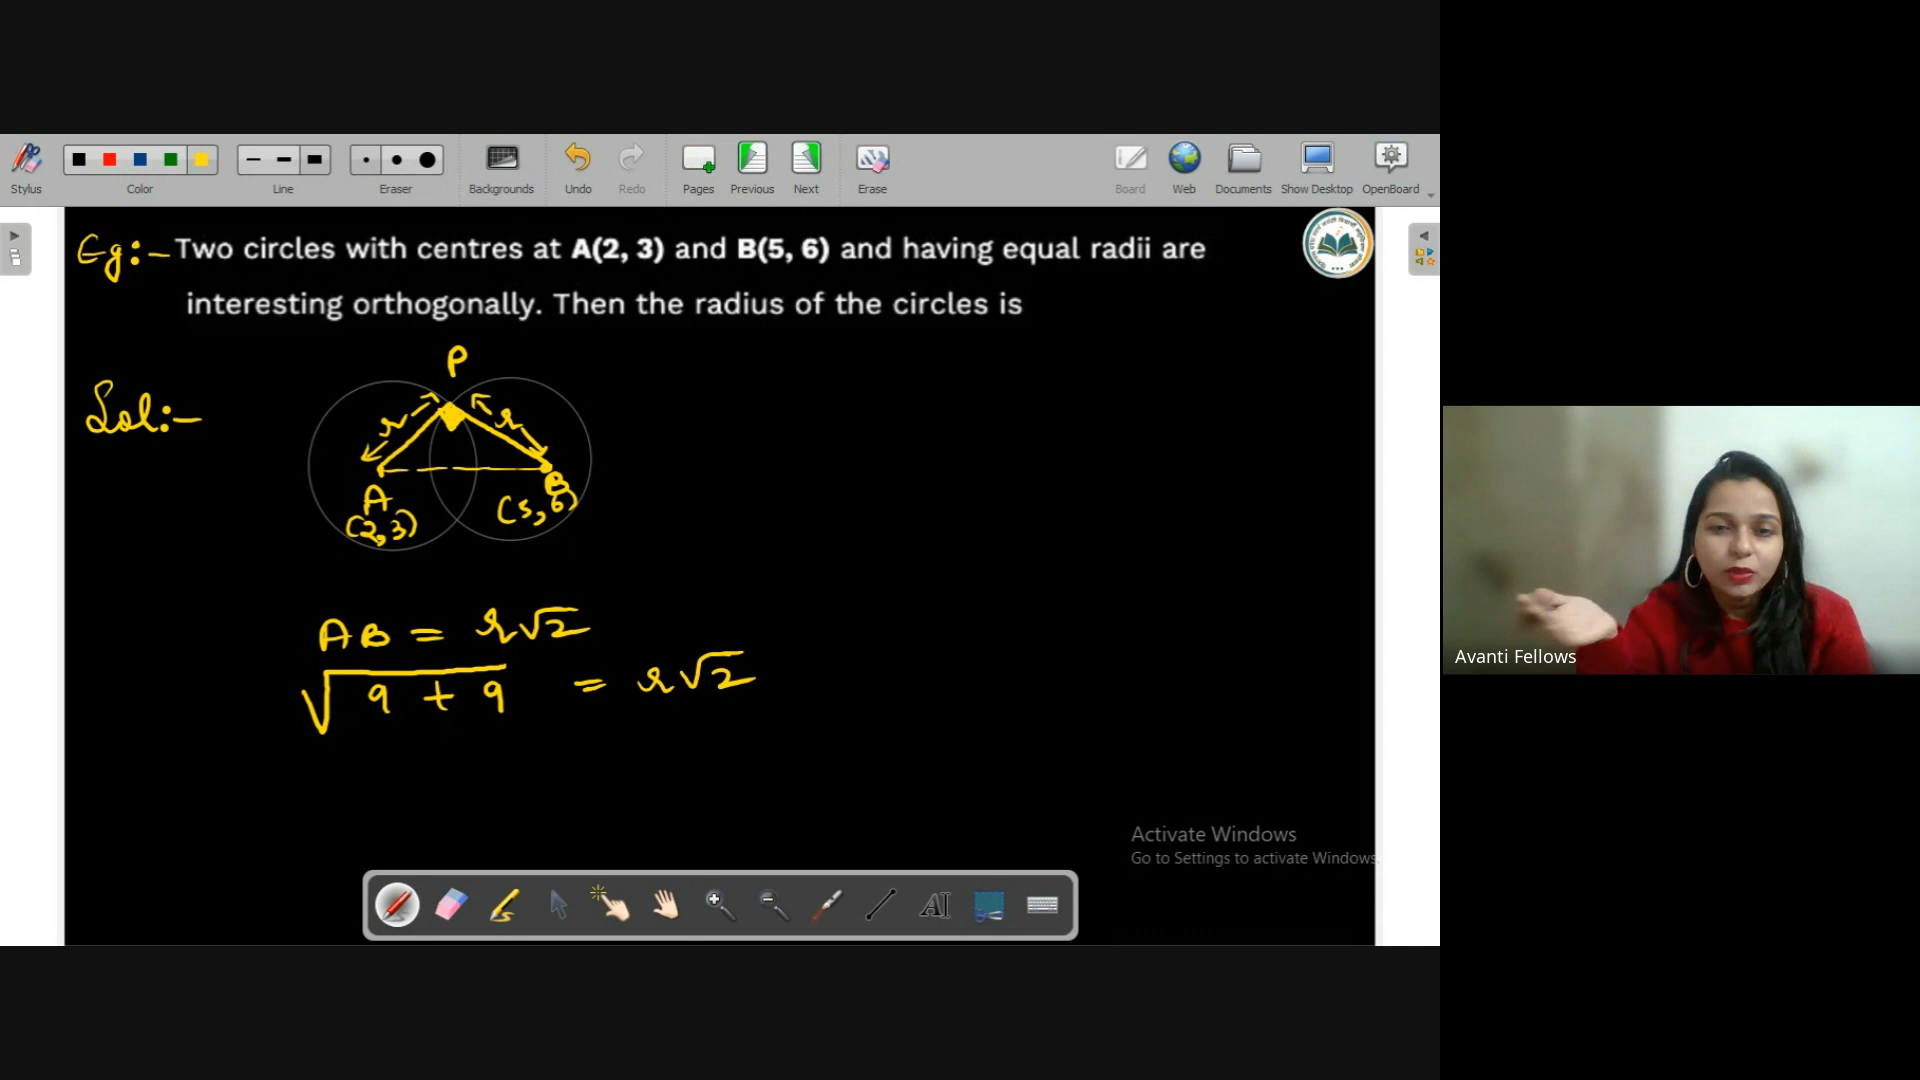 Stylus Color Line Eraser Backgrounds Undo Redo Pages Previous Next Erase Board Web Documents Show Desktop OpenBoard
Eg:- Two circles with centres at A(2, 3) and B(5, 6) and having equal radii are
interesting orthogonally. Then the radius of the circles is
P
Sol:-
r r
A B
(2,3) (5,6)
AB = r√2
√9 + 9 = r√2
Avanti Fellows
Activate Windows
Go to Settings to activate Windows.
AI